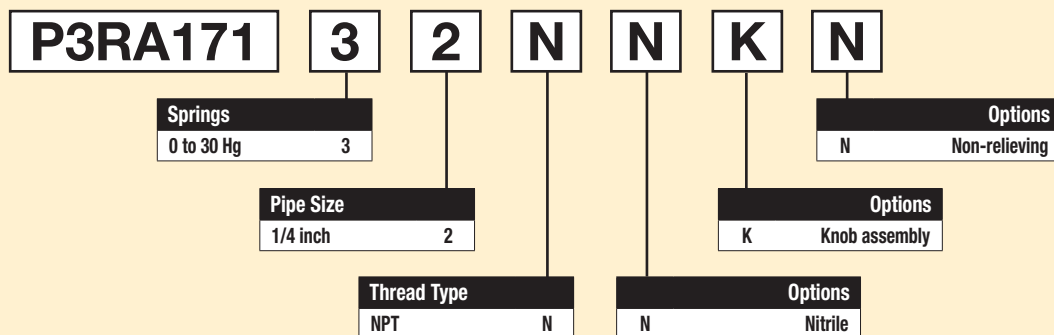 P3RA171 3 2 N N K N
Springs
0 to 30 Hg 3
Options
N Non-relieving
Pipe Size
1/4 inch 2
Options
K Knob assembly
Thread Type
NPT N
Options
N Nitrile